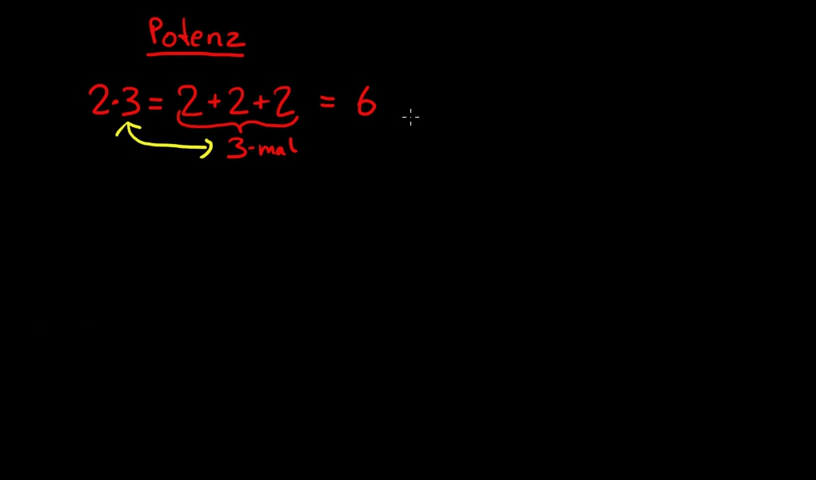 Potenz
2·3 = 2+2+2 = 6
3-mal